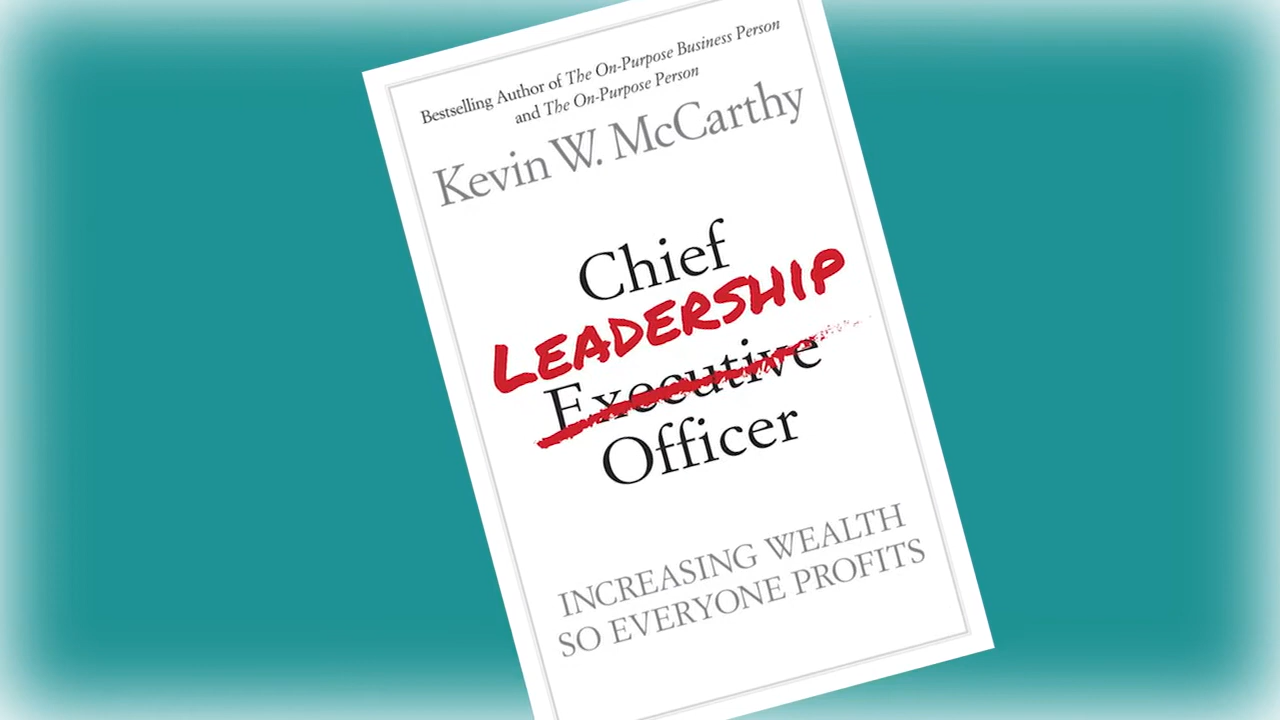 Bestselling Author of The On-Purpose Business Person
and The On-Purpose Person
Kevin W. McCarthy
Chief
LEADERSHIP
Executive
Officer
INCREASING WEALTH
SO EVERYONE PROFITS